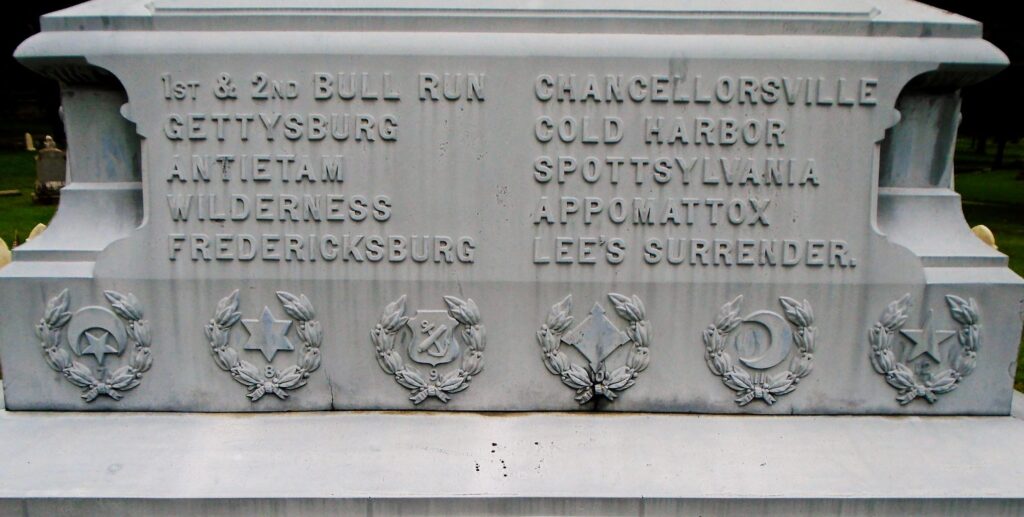 1ST & 2ND BULL RUN
GETTYSBURG
ANTIETAM
WILDERNESS
FREDERICKSBURG
CHANCELLORSVILLE
COLD HARBOR
SPOTTSYLVANIA
APPOMATTOX
LEE'S SURRENDER.